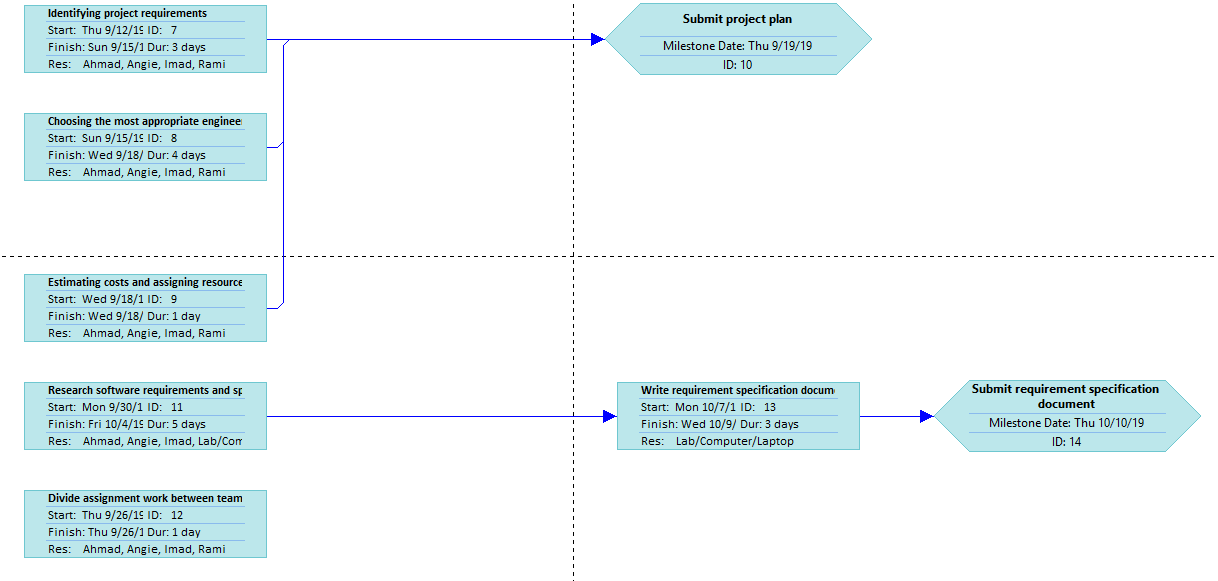 Identifying project requirements
Start: Thu 9/12/19 ID: 7
Finish: Sun 9/15/1 Dur: 3 days
Res: Ahmad, Angie, Imad, Rami
Submit project plan
Milestone Date: Thu 9/19/19
ID: 10
Choosing the most appropriate enginee
Start: Sun 9/15/19 ID: 8
Finish: Wed 9/18/ Dur: 4 days
Res: Ahmad, Angie, Imad, Rami
Estimating costs and assigning resource
Start: Wed 9/18/1 ID: 9
Finish: Wed 9/18/ Dur: 1 day
Res: Ahmad, Angie, Imad, Rami
Research software requirements and sp
Start: Mon 9/30/1 ID: 11
Finish: Fri 10/4/19 Dur: 5 days
Res: Ahmad, Angie, Imad, Lab/Com
Write requirement specification docum
Start: Mon 10/7/1 ID: 13
Finish: Wed 10/9/ Dur: 3 days
Res: Lab/Computer/Laptop
Submit requirement specification
document
Milestone Date: Thu 10/10/19
ID: 14
Divide assignment work between team
Start: Thu 9/26/19 ID: 12
Finish: Thu 9/26/1 Dur: 1 day
Res: Ahmad, Angie, Imad, Rami